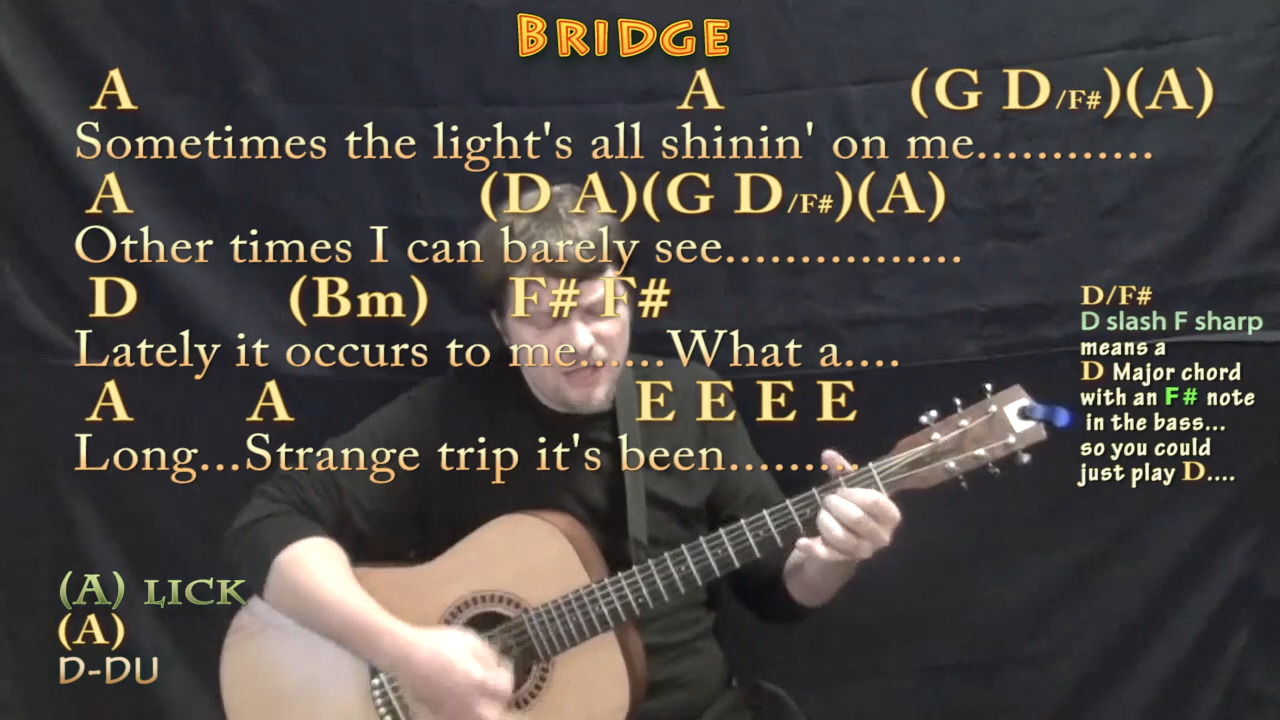 BRIDGE
A A (G D/F#)(A)
Sometimes the light's all shinin' on me............
A (D A)(G D/F#)(A)
Other times I can barely see................
D (Bm) F# F#
Lately it occurs to me......What a....
A A E E E E
Long...Strange trip it's been.........
D/F#
D slash F sharp
means a
D Major chord
with an F# note
in the bass...
so you could
just play D....
(A) LICK
(A)
D-DU